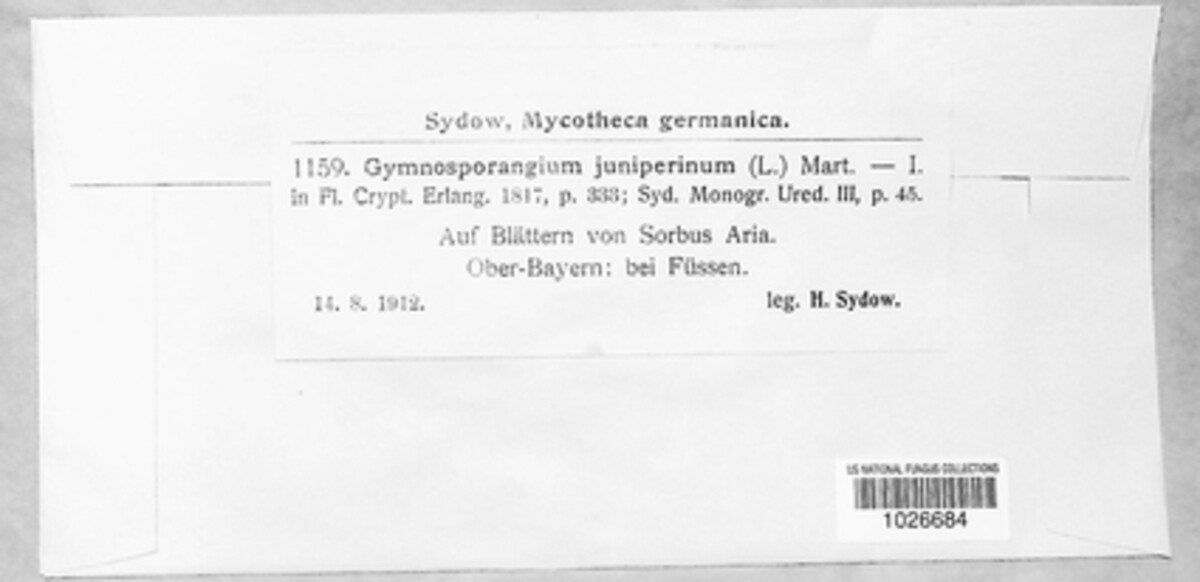 Sydow, Mycotheca germanica.
1159. Gymnosporangium juniperinum (L.) Mart. — I.
in Fl. Crypt. Erlang. 1817, p. 333; Syd. Monogr. Ured. III, p. 45.
Auf Blättern von Sorbus Aria.
Ober-Bayern: bei Füssen.
14. 8. 1912. leg. H. Sydow.
US NATIONAL FUNGUS COLLECTIONS
1026684